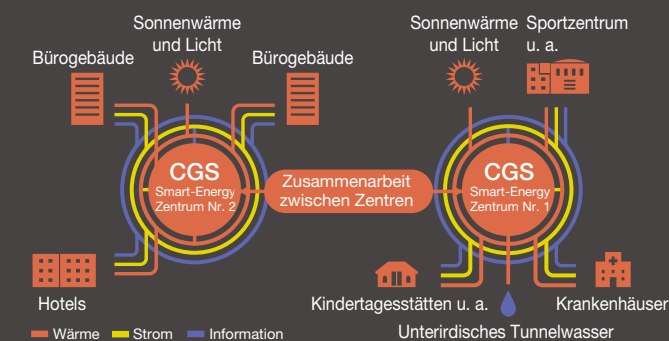 Sonnenwärme
und Licht
Bürogebäude
Bürogebäude
CGS
Smart-Energy
Zentrum Nr. 2
Hotels
Zusammenarbeit
zwischen Zentren
Sonnenwärme
und Licht
Sportzentrum
u. a.
CGS
Smart-Energy
Zentrum Nr. 1
Kindertagesstätten u. a.
Krankenhäuser
Unterirdisches Tunnelwasser
Wärme Strom Information